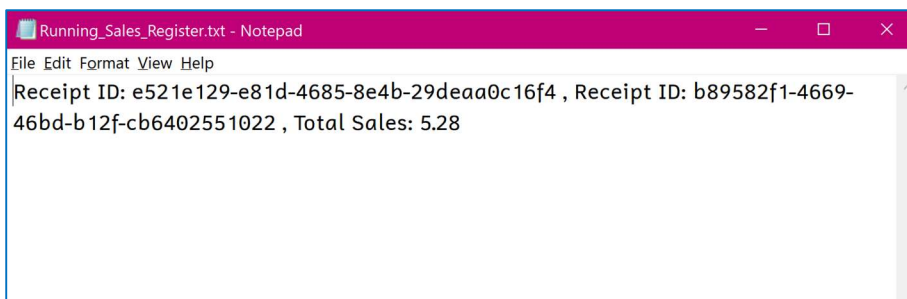 Running_Sales_Register.txt - Notepad
File Edit Format View Help
Receipt ID: e521e129-e81d-4685-8e4b-29deaa0c16f4 , Receipt ID: b89582f1-4669-
46bd-b12f-cb6402551022 , Total Sales: 5.28